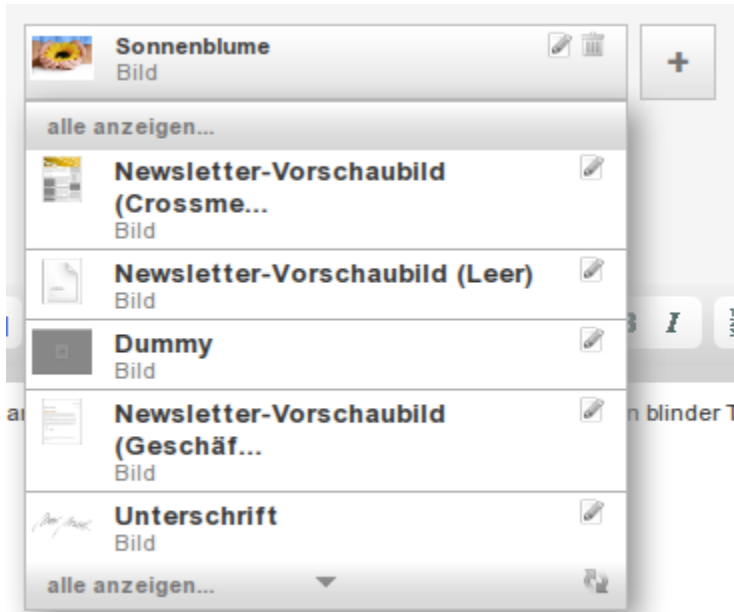 Sonnenblume
Bild
+
alle anzeigen...
Newsletter-Vorschaubild
(Crossme...
Bild
Newsletter-Vorschaubild (Leer)
Bild
Dummy
Bild
I
Newsletter-Vorschaubild
(Geschäf...
Bild
blinder T
Unterschrift
Bild
alle anzeigen...